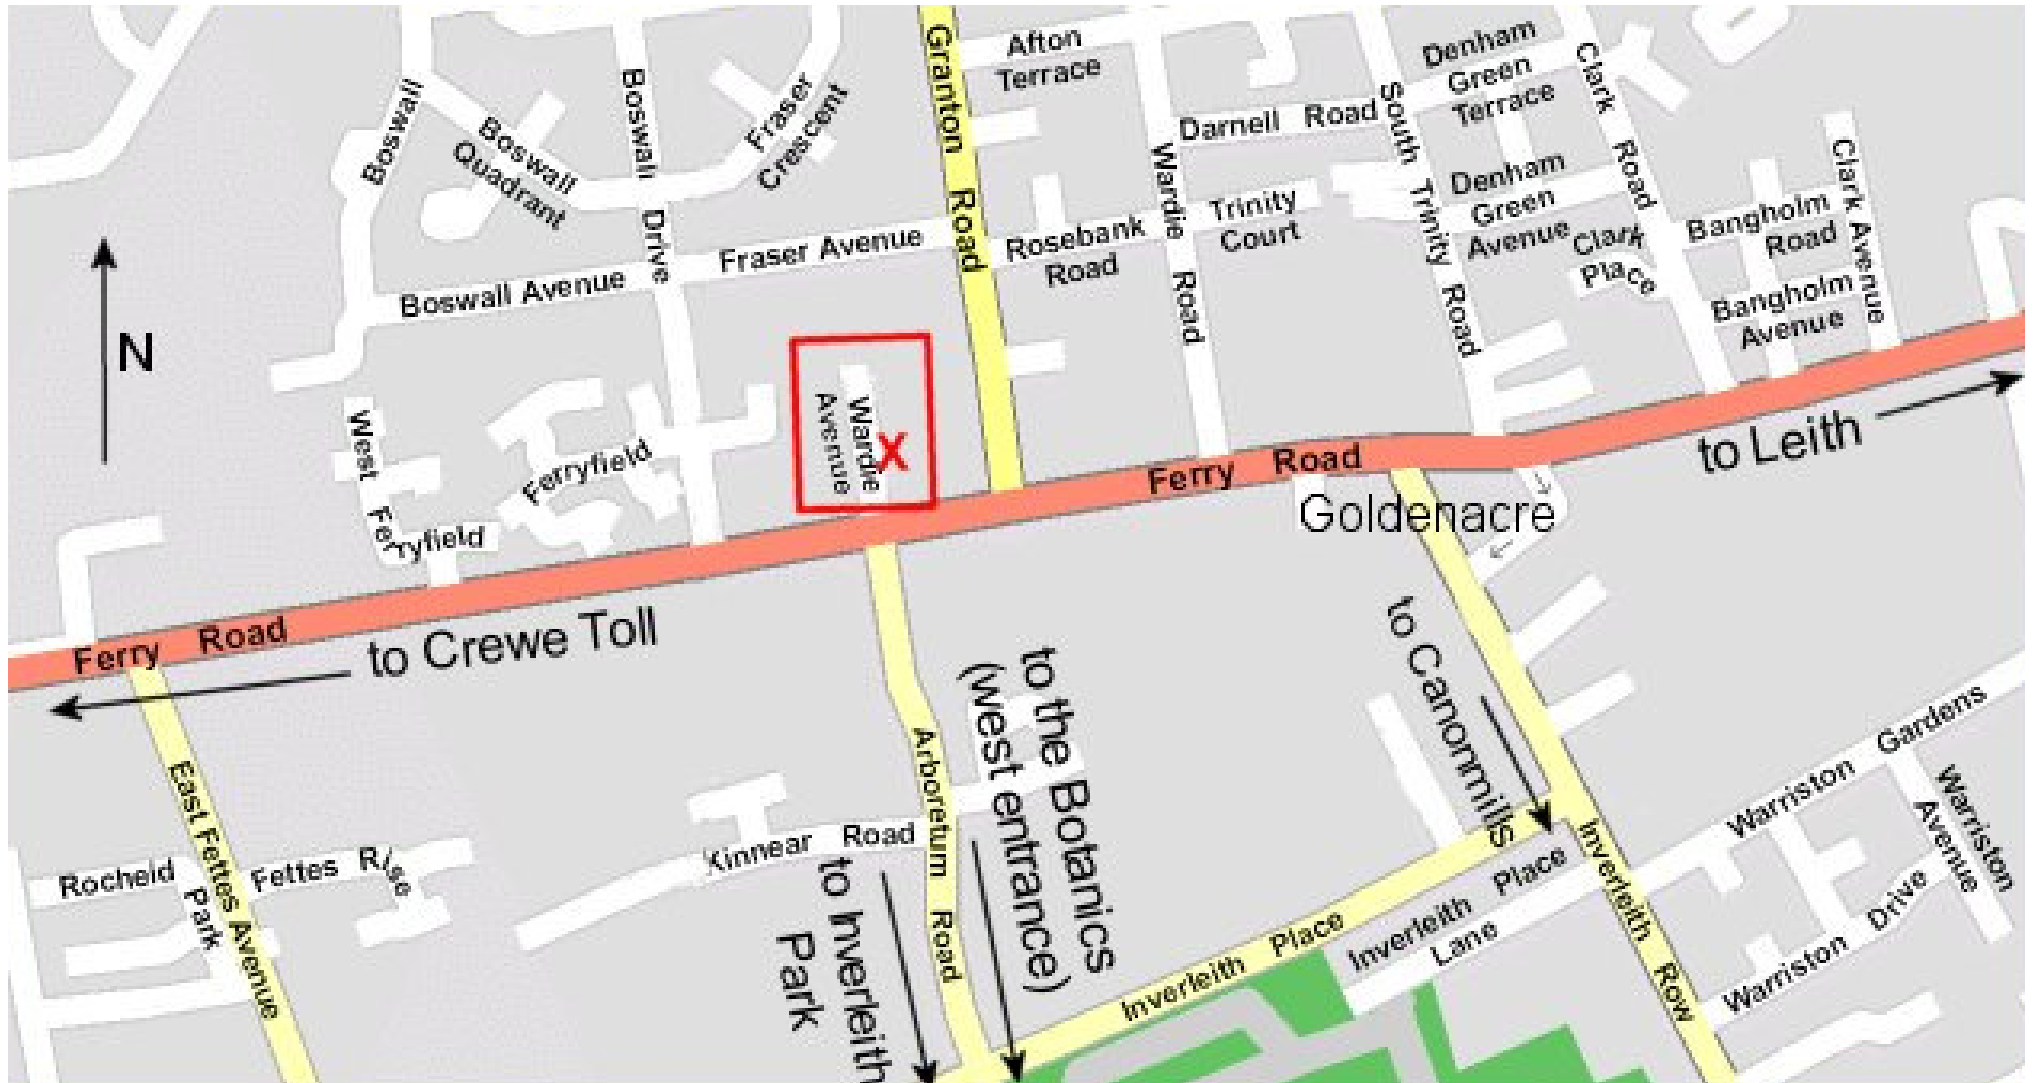 Granton
Road
Afton
Terrace
Denham
Green
Terrace
Clark
Road
Boswall
Boswall
Quadrant
Boswall
Drive
Fraser
Crescent
Darnell Road
South Trinity Road
Wardie
Road
Denham
Green
Avenue
Trinity
Court
Clark
Place
Bangholm
Road
Clark Avenue
Fraser Avenue
Rosebank
Road
Boswall Avenue
Bangholm
Avenue
N
West
Ferryfield
Ferryfield
Wardie
Avenue
X
Ferry Road
to Leith
Goldenacre
Ferry Road
to Crewe Toll
to the Botanics
(west entrance)
to Canonmills
East Fettes Avenue
Arboretum Road
Kinnear Road
Rocheid
Park
Fettes Rise
to Inverleith
Park
Inverleith Place
Inverleith Place
Lane
Inverleith Row
Warriston Gardens
Warriston
Avenue
Warriston Drive